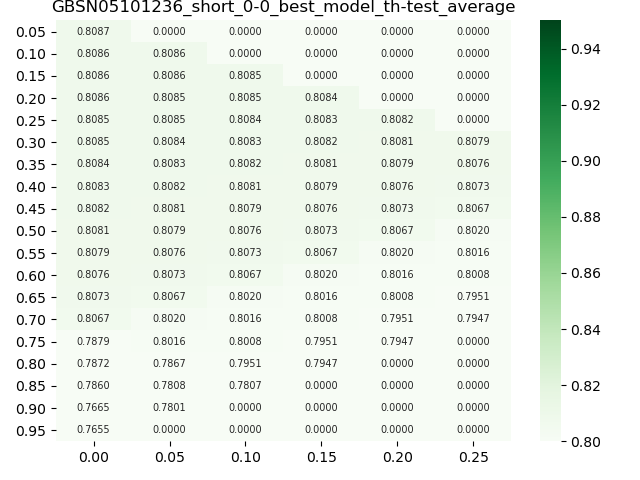 GBSN05101236_short_0-0_best_model_th-test_average
0.05 0.8087 0.0000 0.0000 0.0000 0.0000 0.0000
0.10 0.8086 0.8086 0.0000 0.0000 0.0000 0.0000
0.15 0.8086 0.8086 0.8085 0.0000 0.0000 0.0000
0.20 0.8086 0.8085 0.8085 0.8084 0.0000 0.0000
0.25 0.8085 0.8085 0.8084 0.8083 0.8082 0.0000
0.30 0.8085 0.8084 0.8083 0.8082 0.8081 0.8079
0.35 0.8084 0.8083 0.8082 0.8081 0.8079 0.8076
0.40 0.8083 0.8082 0.8081 0.8079 0.8076 0.8073
0.45 0.8082 0.8081 0.8079 0.8076 0.8073 0.8067
0.50 0.8081 0.8079 0.8076 0.8073 0.8067 0.8020
0.55 0.8079 0.8076 0.8073 0.8067 0.8020 0.8016
0.60 0.8076 0.8073 0.8067 0.8020 0.8016 0.8008
0.65 0.8073 0.8067 0.8020 0.8016 0.8008 0.7951
0.70 0.8067 0.8020 0.8016 0.8008 0.7951 0.7947
0.75 0.7879 0.8016 0.8008 0.7951 0.7947 0.0000
0.80 0.7872 0.7867 0.7951 0.7947 0.0000 0.0000
0.85 0.7860 0.7808 0.7807 0.0000 0.0000 0.0000
0.90 0.7665 0.7801 0.0000 0.0000 0.0000 0.0000
0.95 0.7655 0.0000 0.0000 0.0000 0.0000 0.0000
0.00 0.05 0.10 0.15 0.20 0.25
0.94
0.92
0.90
0.88
0.86
0.84
0.82
0.80